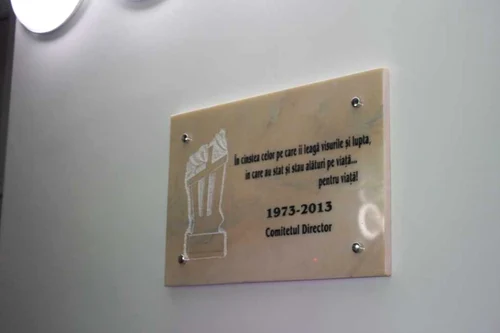 În cinstea celor pe care îi leagă visurile și lupta,
în care au stat și stau alături pe viață...
pentru viață!
1973-2013
Comitetul Director